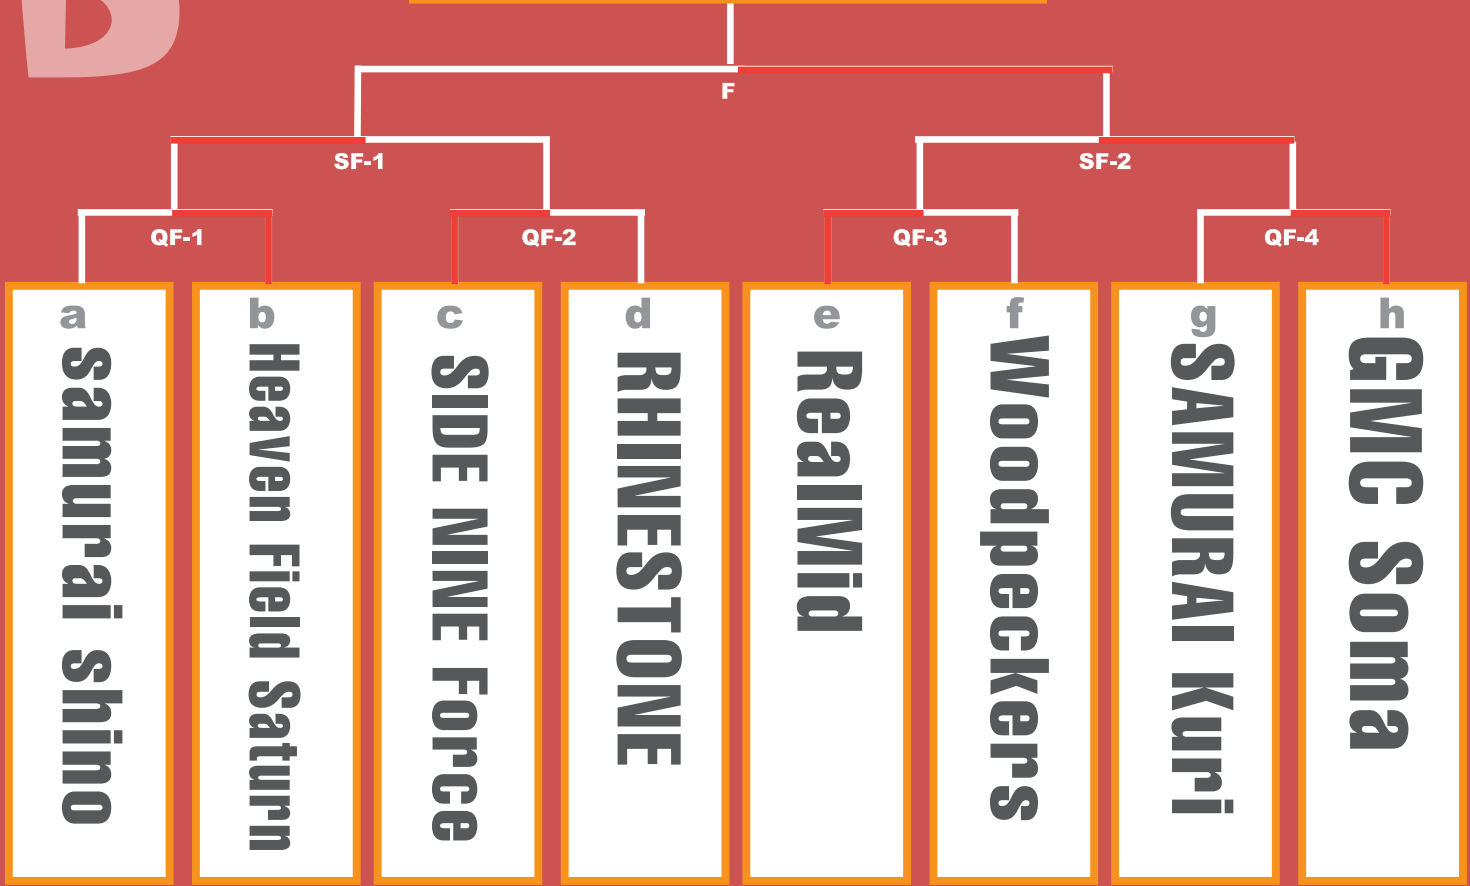 B
F
SF-1
SF-2
QF-1
QF-2
QF-3
QF-4
a
samurai shino
b
Heaven Field Saturn
c
SIDE NINE Force
d
RHINESTONE
e
RealMid
f
Woodpeckers
g
SAMURAI Kuri
h
GMC Soma